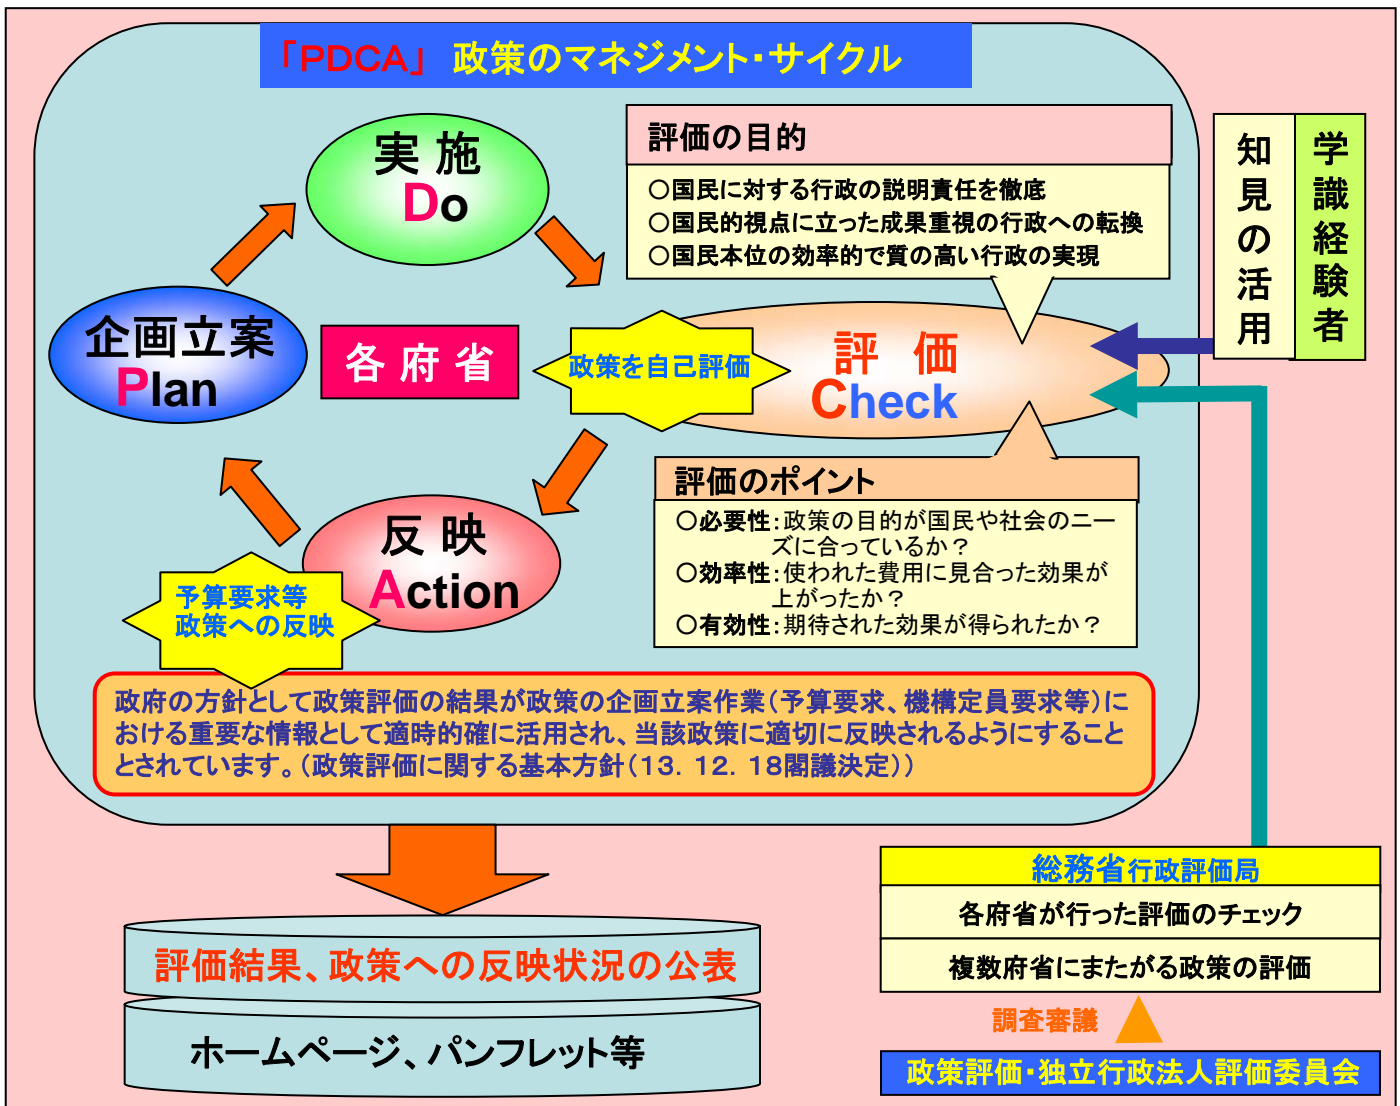 「PDCA」 政策のマネジメント・サイクル
実 施
Do
評価の目的
○国民に対する行政の説明責任を徹底
○国民的視点に立った成果重視の行政への転換
○国民本位の効率的で質の高い行政の実現
知見の活用
学識経験者
企画立案
Plan
各 府 省
政策を自己評価
評 価
Check
反 映
Action
予算要求等
政策への反映
評価のポイント
○必要性:政策の目的が国民や社会のニー
ズに合っているか?
○効率性:使われた費用に見合った効果が
上がったか?
○有効性:期待された効果が得られたか?
政府の方針として政策評価の結果が政策の企画立案作業(予算要求、機構定員要求等)に
おける重要な情報として適時的確に活用され、当該政策に適切に反映されるようにすること
とされています。(政策評価に関する基本方針(13.12.18閣議決定))
評価結果、政策への反映状況の公表
ホームページ、パンフレット等
総務省行政評価局
各府省が行った評価のチェック
複数府省にまたがる政策の評価
調査審議
政策評価・独立行政法人評価委員会